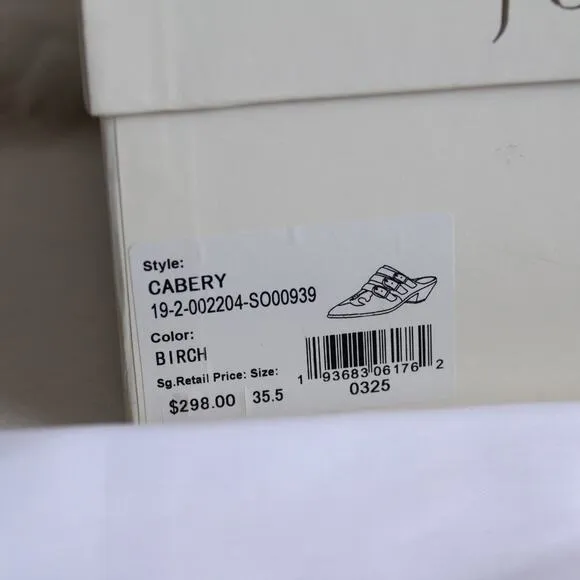 Style:
CABERY
19-2-002204-SO00939
Color:
BIRCH
Sg.Retail Price: Size:
$298.00 35.5
1 93683 06176 2
0325